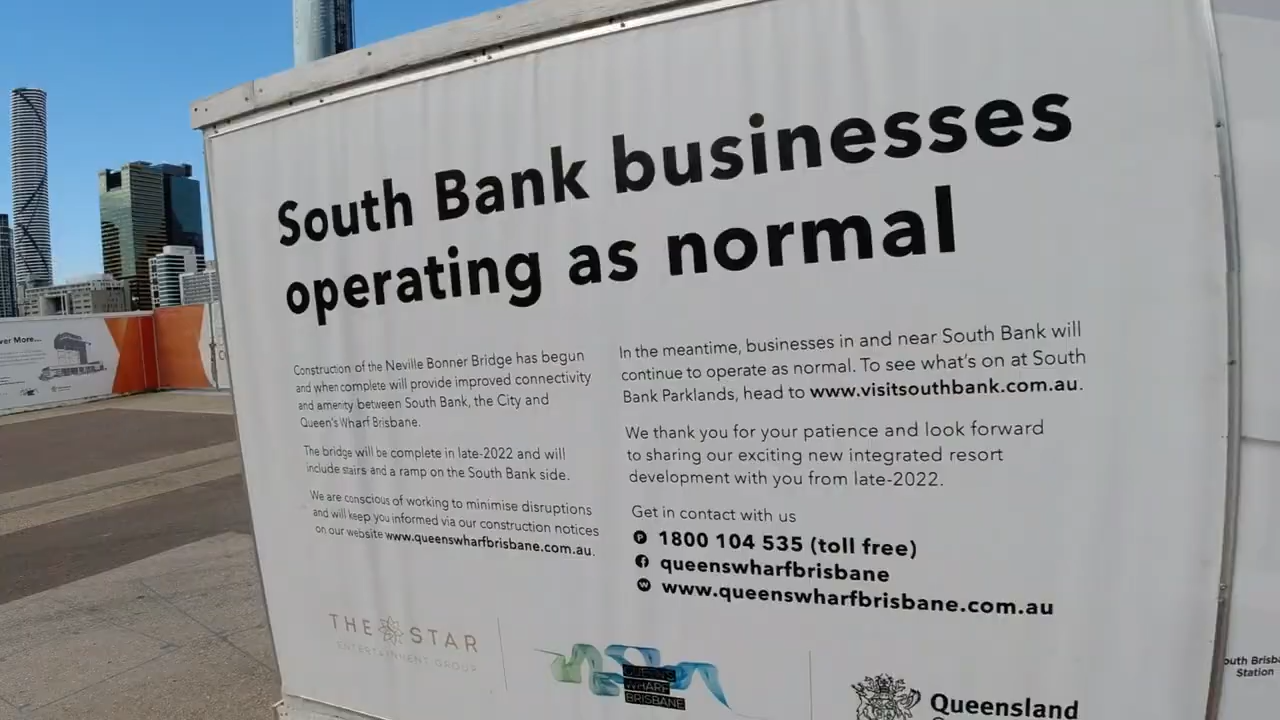 South Bank businesses
operating as normal
Construction of the Neville Bonner Bridge has begun
and when complete will provide improved connectivity
and amenity between South Bank, the City and
Queen's Wharf Brisbane.
The bridge will be complete in late-2022 and will
include stairs and a ramp on the South Bank side.
We are conscious of working to minimise disruptions
and will keep you informed via our construction notices
on our website www.queenswharfbrisbane.com.au.
In the meantime, businesses in and near South Bank will
continue to operate as normal. To see what's on at South
Bank Parklands, head to www.visitsouthbank.com.au.
We thank you for your patience and look forward
to sharing our exciting new integrated resort
development with you from late-2022.
Get in contact with us
P 1800 104 535 (toll free)
f queenswharfbrisbane
W www.queenswharfbrisbane.com.au
THE STAR
ENTERTAINMENT GROUP
QUEEN'S
WHARF
BRISBANE
Queensland
ver More...
outh Brisba
Station